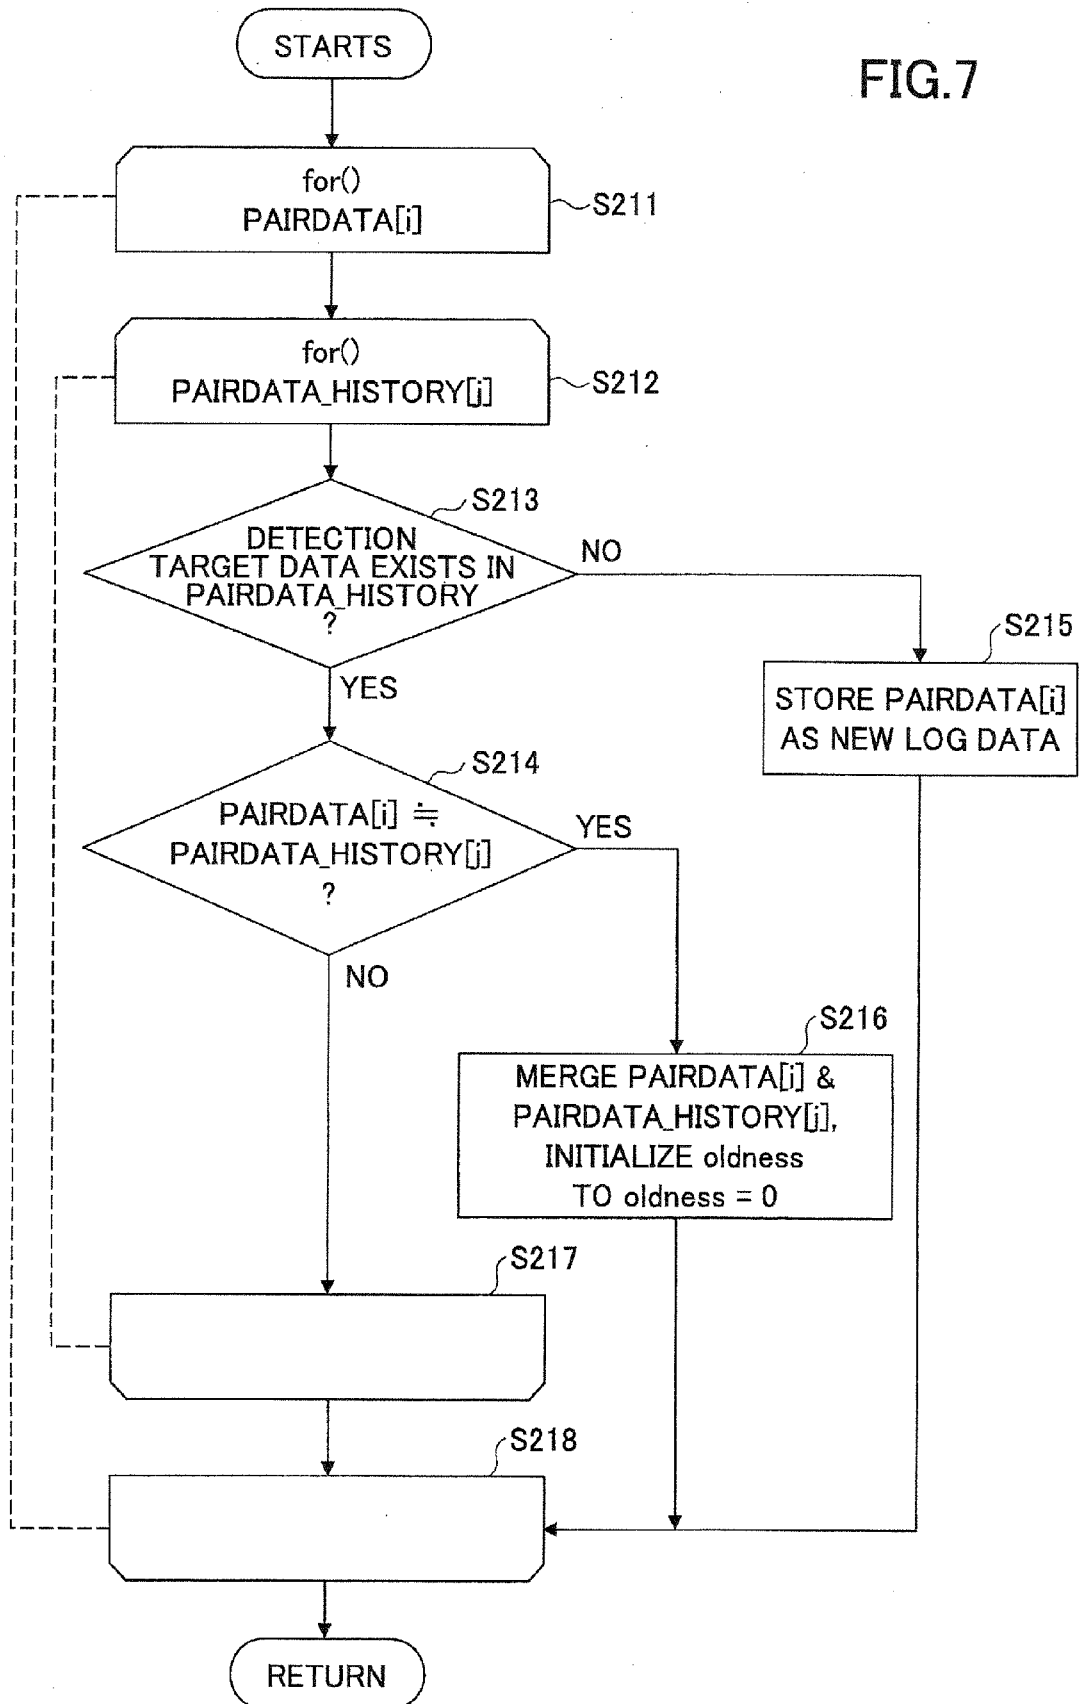 STARTS
FIG.7
for()
PAIRDATA[i]
S211
for()
PAIRDATA_HISTORY[j]
S212
S213
DETECTION
TARGET DATA EXISTS IN
PAIRDATA_HISTORY
?
NO
YES
S215
STORE PAIRDATA[i]
AS NEW LOG DATA
S214
PAIRDATA[i] ≒
PAIRDATA_HISTORY[j]
?
YES
NO
S216
MERGE PAIRDATA[i] &
PAIRDATA_HISTORY[j],
INITIALIZE oldness
TO oldness = 0
S217
S218
RETURN